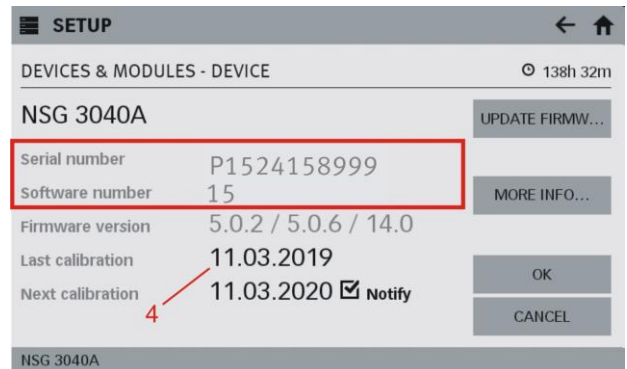 SETUP
DEVICES & MODULES - DEVICE 138h 32m
NSG 3040A
UPDATE FIRMW...
Serial number P1524158999
Software number 15
MORE INFO...
Firmware version 5.0.2 / 5.0.6 / 14.0
Last calibration 11.03.2019
OK
Next calibration 11.03.2020 Notify
4
CANCEL
NSG 3040A